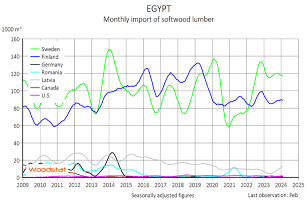 EGYPT
Monthly import of softwood lumber
1000 m³
160
140
120
100
80
60
40
20
0
Sweden
Finland
Germany
Romania
Latvia
Canada
U.S.
Woodstat
2009 2010 2011 2012 2013 2014 2015 2016 2017 2018 2019 2020 2021 2022 2023 2024 2025
Seasonally adjusted figures.
Last observation: Feb